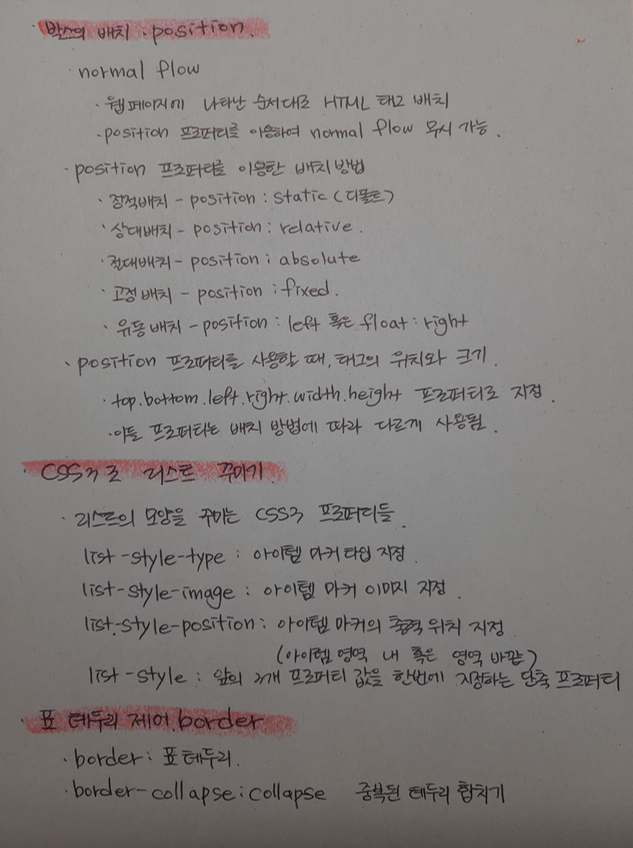 · 박스의 배치 · position.
· normal flow
· 웹페이지에 나타난 순서대로 HTML 태그 배치
· position 프로퍼티를 이용하여 normal flow 무시 가능.
· position 프로퍼티를 이용한 배치 방법
· 정적배치 - position : static (디폴트)
· 상대배치 - position : relative.
· 절대배치 - position ; absolute
· 고정배치 - position ; fixed.
· 유동배치 - position : left 혹은 float : right
· position 프로퍼티를 사용할 때, 태그의 위치와 크기.
· top. bottom. left. right. width. height 프로퍼티로 지정.
· 이들 프로퍼티는 배치 방법에 따라 다르게 사용됨.
· CSS3로 리스트 꾸미기.
· 리스트의 모양을 꾸미는 CSS3 프로퍼티들.
list-style-type : 아이템 마커 타입 지정.
list-style-image : 아이템 마커 이미지 지정.
list-style-position : 아이템 마커의 출력 위치 지정.
(아이템 영역 내 혹은 영역 바깥)
list-style : 앞의 3개 프로퍼티 값을 한번에 지정하는 단축 프로퍼티
· 표 테두리 제어. border
· border : 표 테두리.
· border-collapse ; collapse 중복된 테두리 합치기